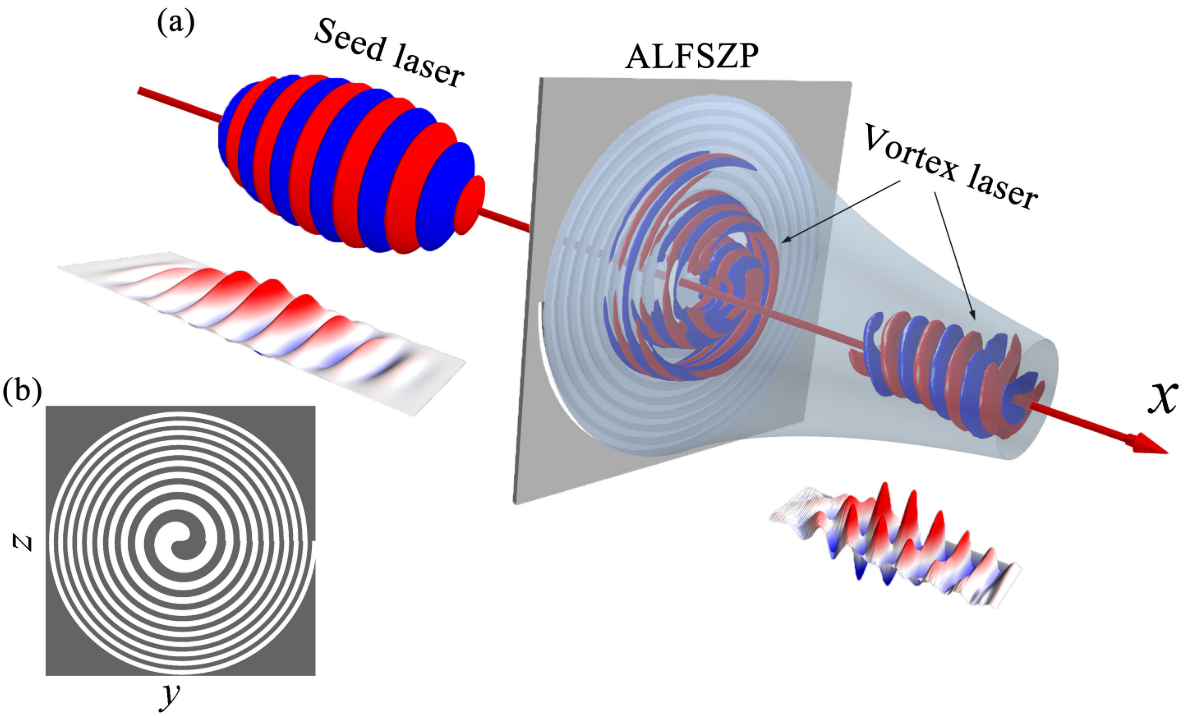 (a)
Seed laser
ALFSZP
Vortex laser
x
(b)
z
y